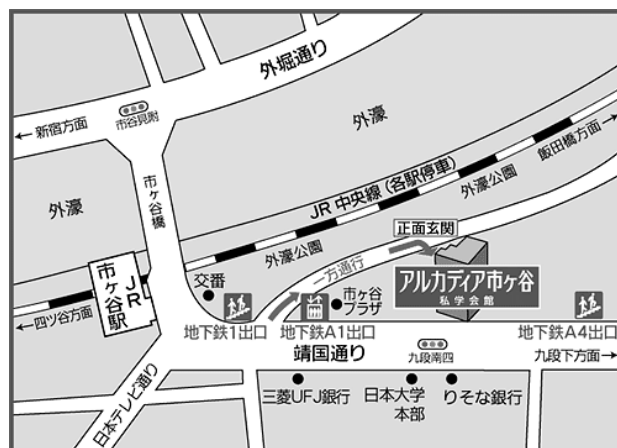 外堀通り
市谷見附
← 新宿方面
外濠
飯田橋方面 →
市ヶ谷橋
JR 中央線(各駅停車)
外濠公園
外濠
正面玄関
外濠公園
一方通行
アルカディア市ヶ谷
私学会館
JR
市ヶ谷駅
交番
市ヶ谷
プラザ
←四ツ谷方面
地下鉄1出口
地下鉄A1出口
地下鉄A4出口
靖国通り
九段南四
九段下方面→
日本テレビ通り
三菱UFJ銀行
日本大学
本部
りそな銀行